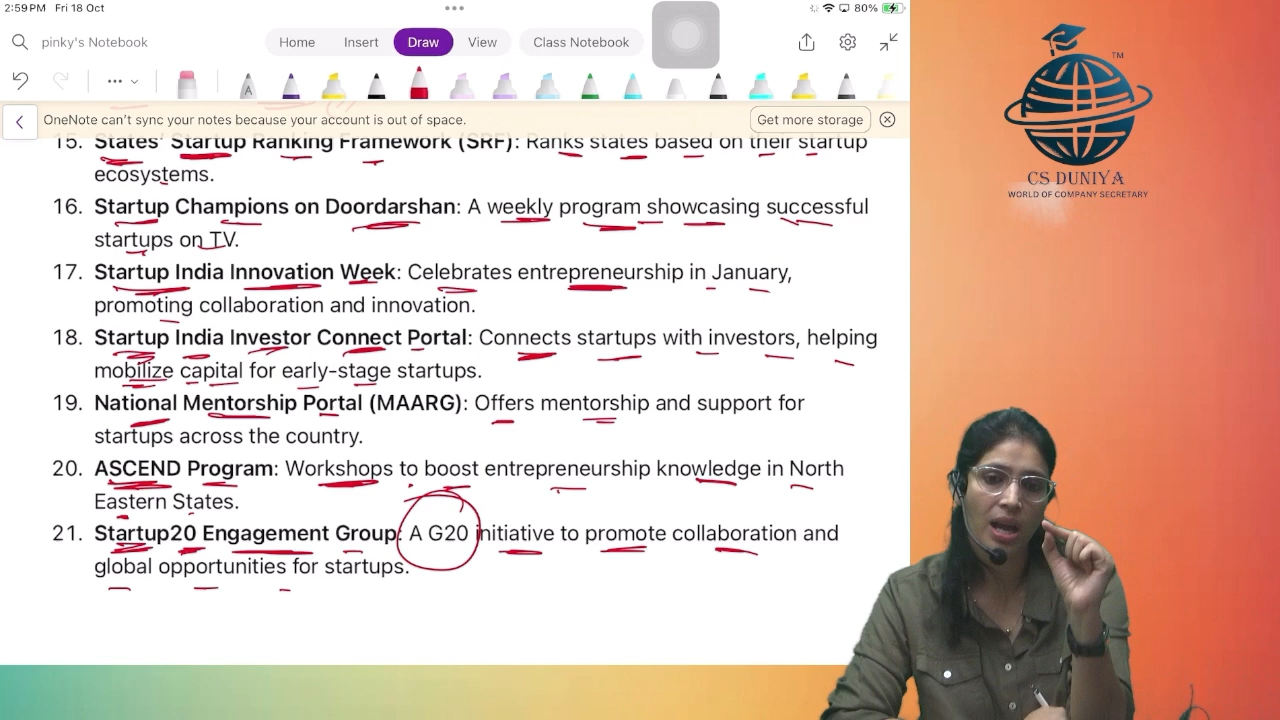 2:59 PM Fri 18 Oct
80%
pinky's Notebook
Home Insert Draw View Class Notebook
A
OneNote can't sync your notes because your account is out of space.
Get more storage
15. States' Startup Ranking Framework (SRF): Ranks states based on their startup
ecosystems.
16. Startup Champions on Doordarshan: A weekly program showcasing successful
startups on TV.
17. Startup India Innovation Week: Celebrates entrepreneurship in January,
promoting collaboration and innovation.
18. Startup India Investor Connect Portal: Connects startups with investors, helping
mobilize capital for early-stage startups.
19. National Mentorship Portal (MAARG): Offers mentorship and support for
startups across the country.
20. ASCEND Program: Workshops to boost entrepreneurship knowledge in North
Eastern States.
21. Startup20 Engagement Group: A G20 initiative to promote collaboration and
global opportunities for startups.
TM
CS DUNIYA
WORLD OF COMPANY SECRETARY